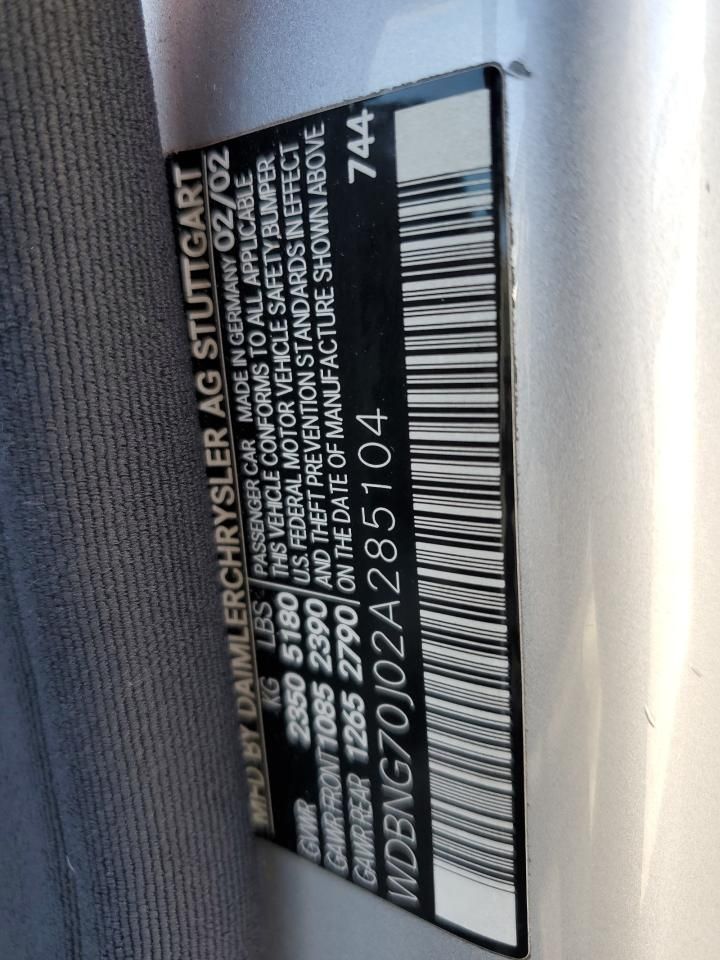 MFD BY DAIMLERCHRYSLER AG STUTTGART
KG LBS PASSENGER CAR MADE IN GERMANY 02/02
GVWR 2350 5180 THIS VEHICLE CONFORMS TO ALL APPLICABLE
GAWR FRONT 1085 2390 U.S. FEDERAL MOTOR VEHICLE SAFETY BUMPER
GAWR REAR 1265 2790 AND THEFT PREVENTION STANDARDS IN EFFECT
ON THE DATE OF MANUFACTURE SHOWN ABOVE
WDBNG70J02A285104 744